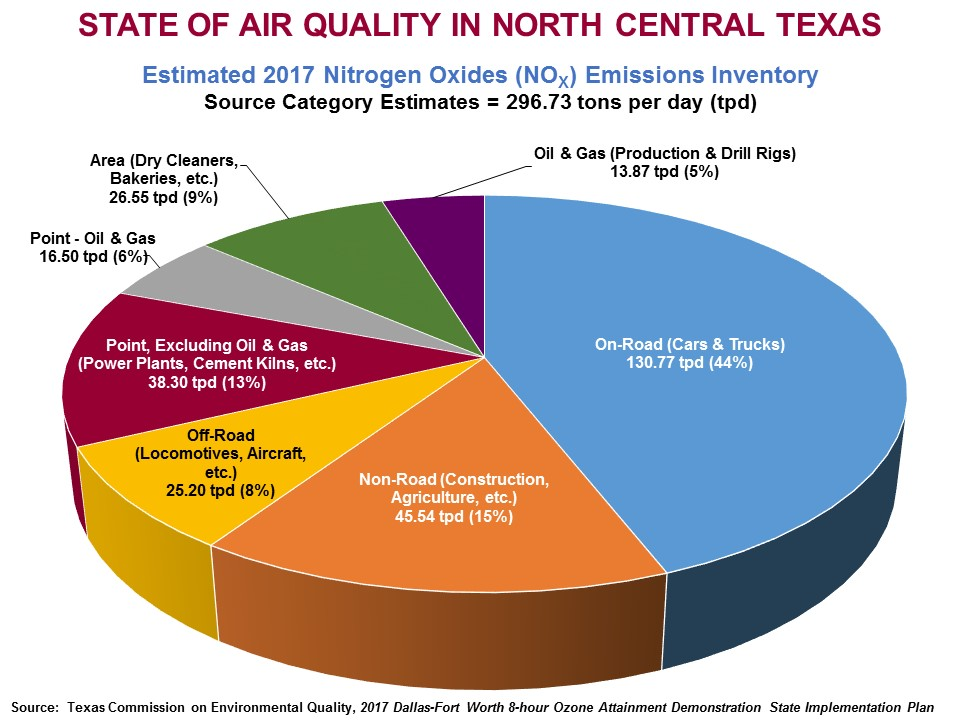 STATE OF AIR QUALITY IN NORTH CENTRAL TEXAS
Estimated 2017 Nitrogen Oxides (NOX) Emissions Inventory
Source Category Estimates = 296.73 tons per day (tpd)
Oil & Gas (Production & Drill Rigs)
13.87 tpd (5%)
Area (Dry Cleaners,
Bakeries, etc.)
26.55 tpd (9%)
Point - Oil & Gas
16.50 tpd (6%)
Point, Excluding Oil & Gas
(Power Plants, Cement Kilns, etc.)
38.30 tpd (13%)
On-Road (Cars & Trucks)
130.77 tpd (44%)
Off-Road
(Locomotives, Aircraft,
etc.)
25.20 tpd (8%)
Non-Road (Construction,
Agriculture, etc.)
45.54 tpd (15%)
Source: Texas Commission on Environmental Quality, 2017 Dallas-Fort Worth 8-hour Ozone Attainment Demonstration State Implementation Plan